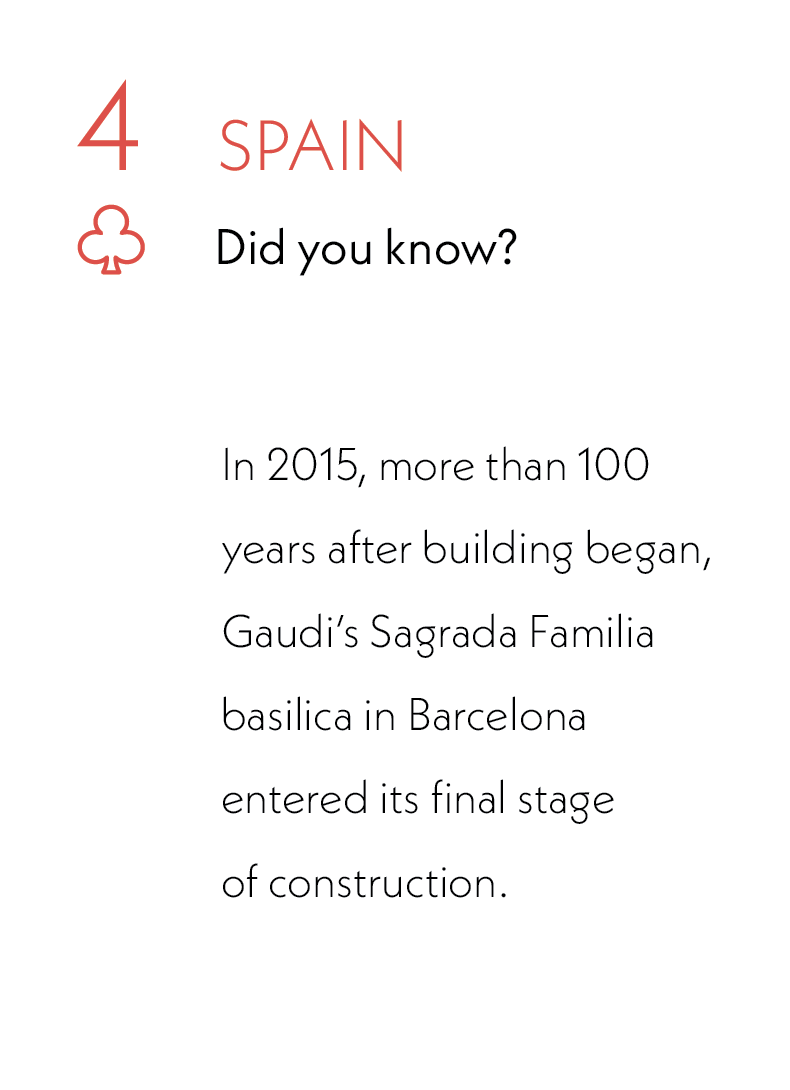 4
SPAIN
Did you know?
In 2015, more than 100
years after building began,
Gaudi’s Sagrada Familia
basilica in Barcelona
entered its final stage
of construction.